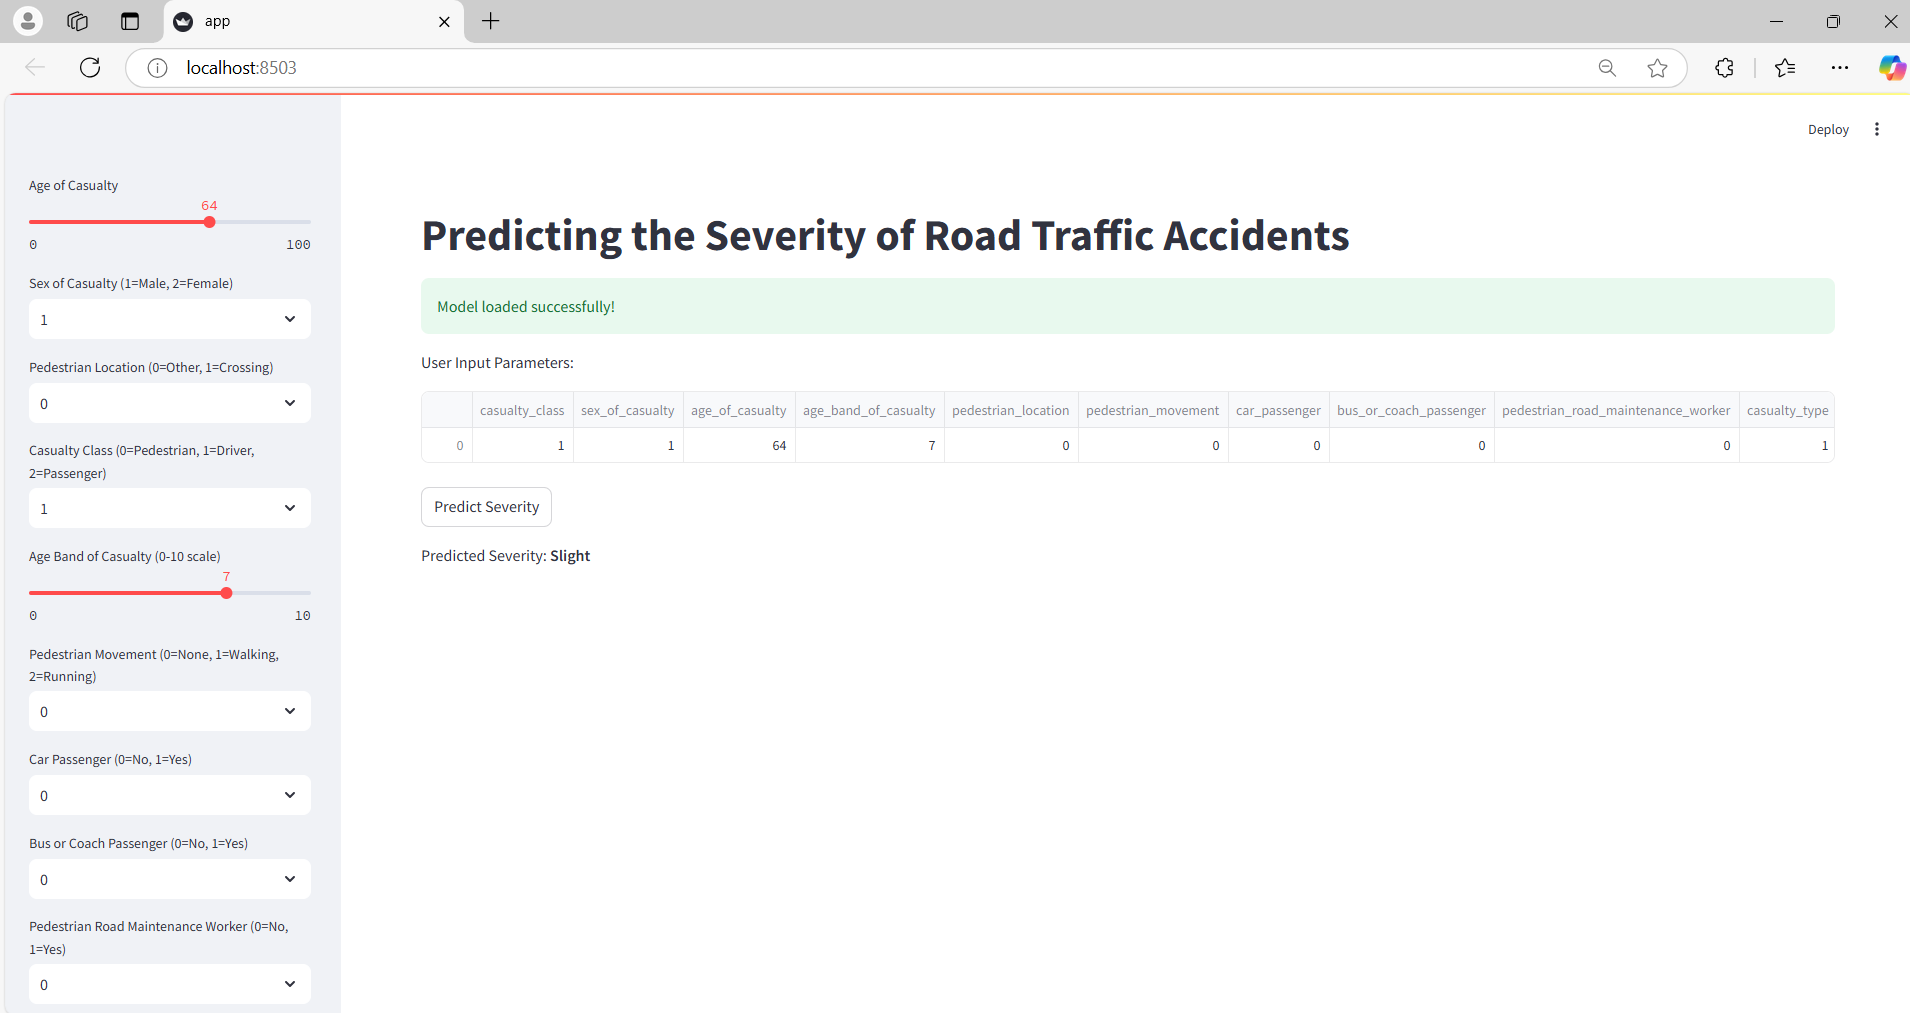 app
localhost:8503
Deploy
Age of Casualty
64
0 100
Sex of Casualty (1=Male, 2=Female)
1
Pedestrian Location (0=Other, 1=Crossing)
0
Casualty Class (0=Pedestrian, 1=Driver,
2=Passenger)
1
Age Band of Casualty (0-10 scale)
7
0 10
Pedestrian Movement (0=None, 1=Walking,
2=Running)
0
Car Passenger (0=No, 1=Yes)
0
Bus or Coach Passenger (0=No, 1=Yes)
0
Pedestrian Road Maintenance Worker (0=No,
1=Yes)
0
Predicting the Severity of Road Traffic Accidents
Model loaded successfully!
User Input Parameters:
casualty_class sex_of_casualty age_of_casualty age_band_of_casualty pedestrian_location pedestrian_movement car_passenger bus_or_coach_passenger pedestrian_road_maintenance_worker casualty_type
0 1 1 64 7 0 0 0 0 0 1
Predict Severity
Predicted Severity: Slight